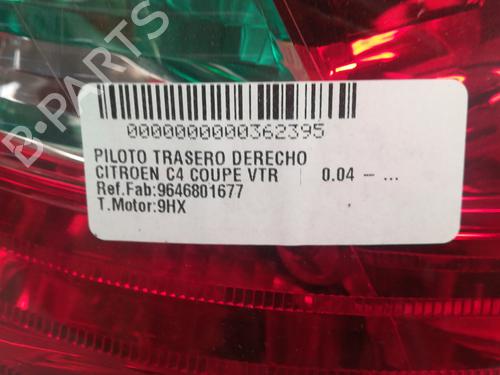 B-PARTS
0000000000362395
PILOTO TRASERO DERECHO
CITROEN C4 COUPE VTR 0.04 - ...
Ref.Fab:9646801677
T.Motor:9HX